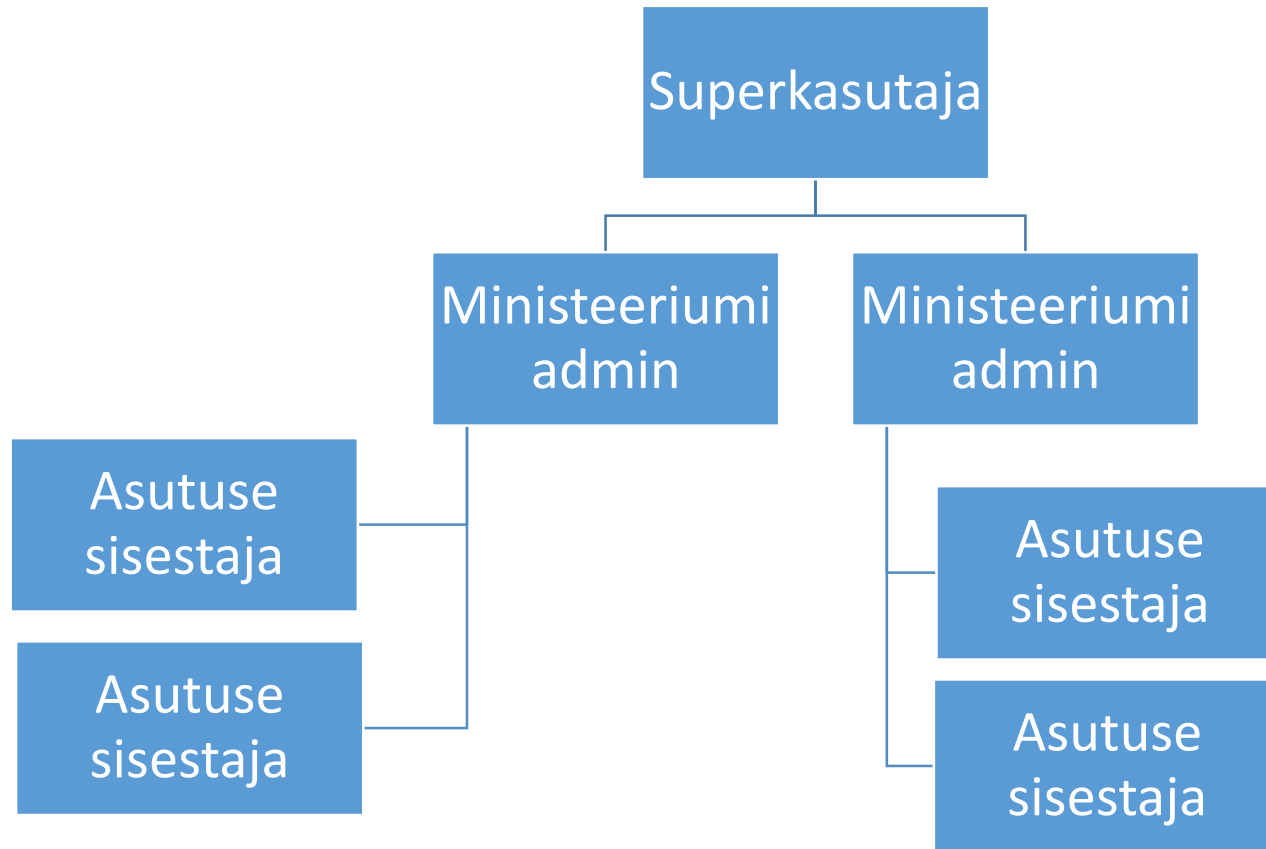 Superkasutaja
Ministeeriumi
admin
Ministeeriumi
admin
Asutuse
sisestaja
Asutuse
sisestaja
Asutuse
sisestaja
Asutuse
sisestaja